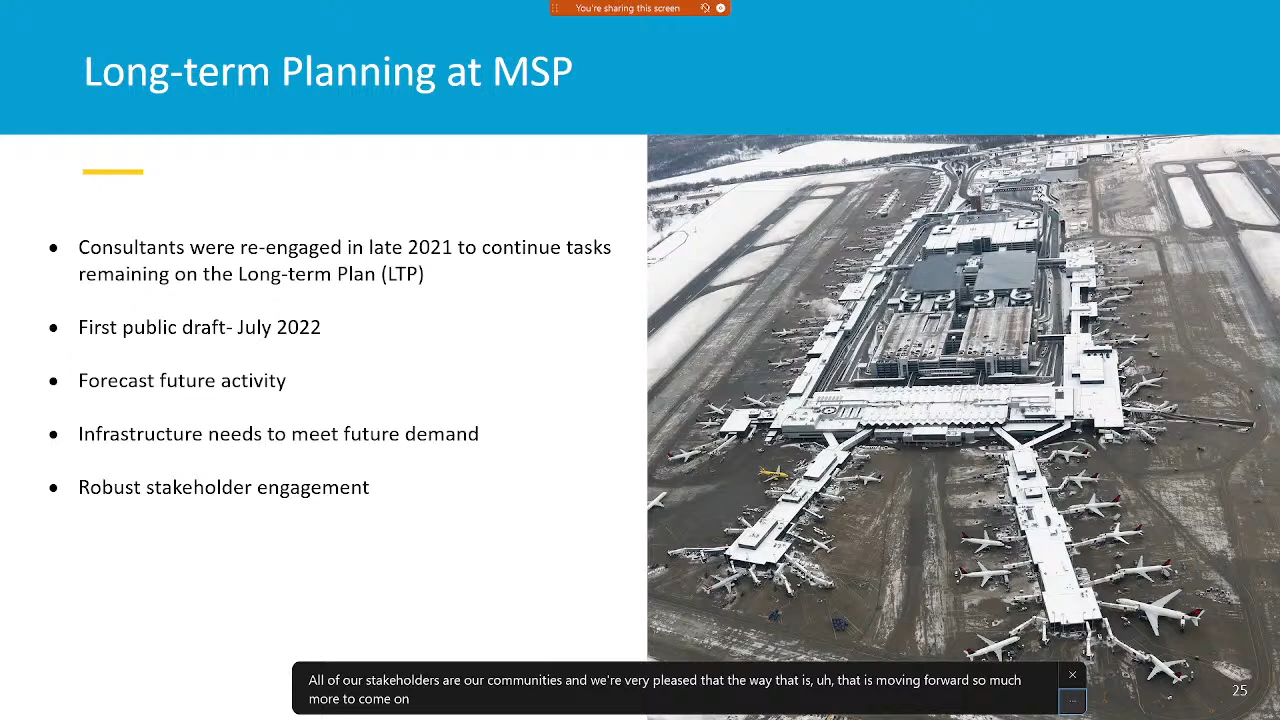 You're sharing this screen
Long-term Planning at MSP
● Consultants were re-engaged in late 2021 to continue tasks
remaining on the Long-term Plan (LTP)
● First public draft- July 2022
● Forecast future activity
● Infrastructure needs to meet future demand
● Robust stakeholder engagement
All of our stakeholders are our communities and we're very pleased that the way that is, uh, that is moving forward so much
more to come on
25